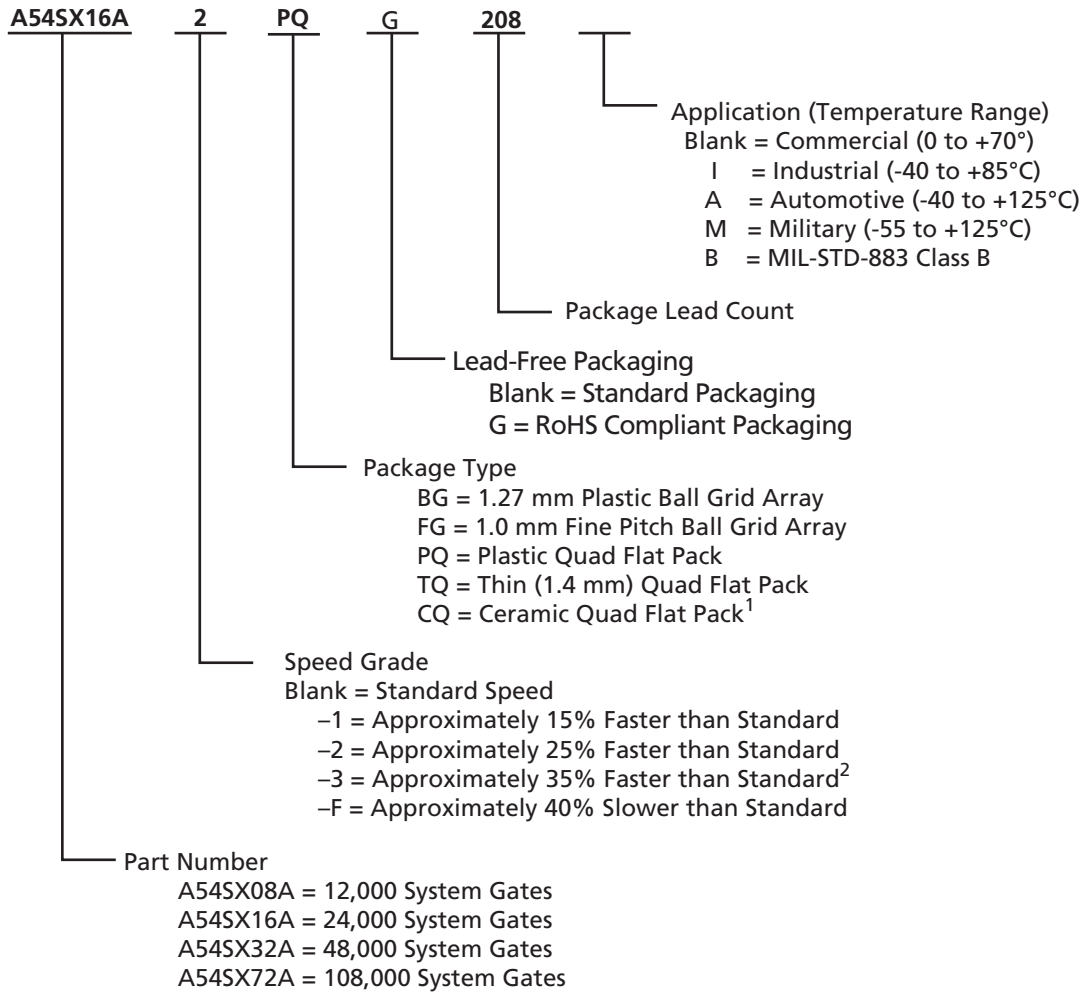 A54SX16A 2 PQ G 208
Application (Temperature Range)
Blank = Commercial (0 to +70°)
I = Industrial (-40 to +85°C)
A = Automotive (-40 to +125°C)
M = Military (-55 to +125°C)
B = MIL-STD-883 Class B
Package Lead Count
Lead-Free Packaging
Blank = Standard Packaging
G = RoHS Compliant Packaging
Package Type
BG = 1.27 mm Plastic Ball Grid Array
FG = 1.0 mm Fine Pitch Ball Grid Array
PQ = Plastic Quad Flat Pack
TQ = Thin (1.4 mm) Quad Flat Pack
CQ = Ceramic Quad Flat Pack1
Speed Grade
Blank = Standard Speed
–1 = Approximately 15% Faster than Standard
–2 = Approximately 25% Faster than Standard
–3 = Approximately 35% Faster than Standard2
–F = Approximately 40% Slower than Standard
Part Number
A54SX08A = 12,000 System Gates
A54SX16A = 24,000 System Gates
A54SX32A = 48,000 System Gates
A54SX72A = 108,000 System Gates